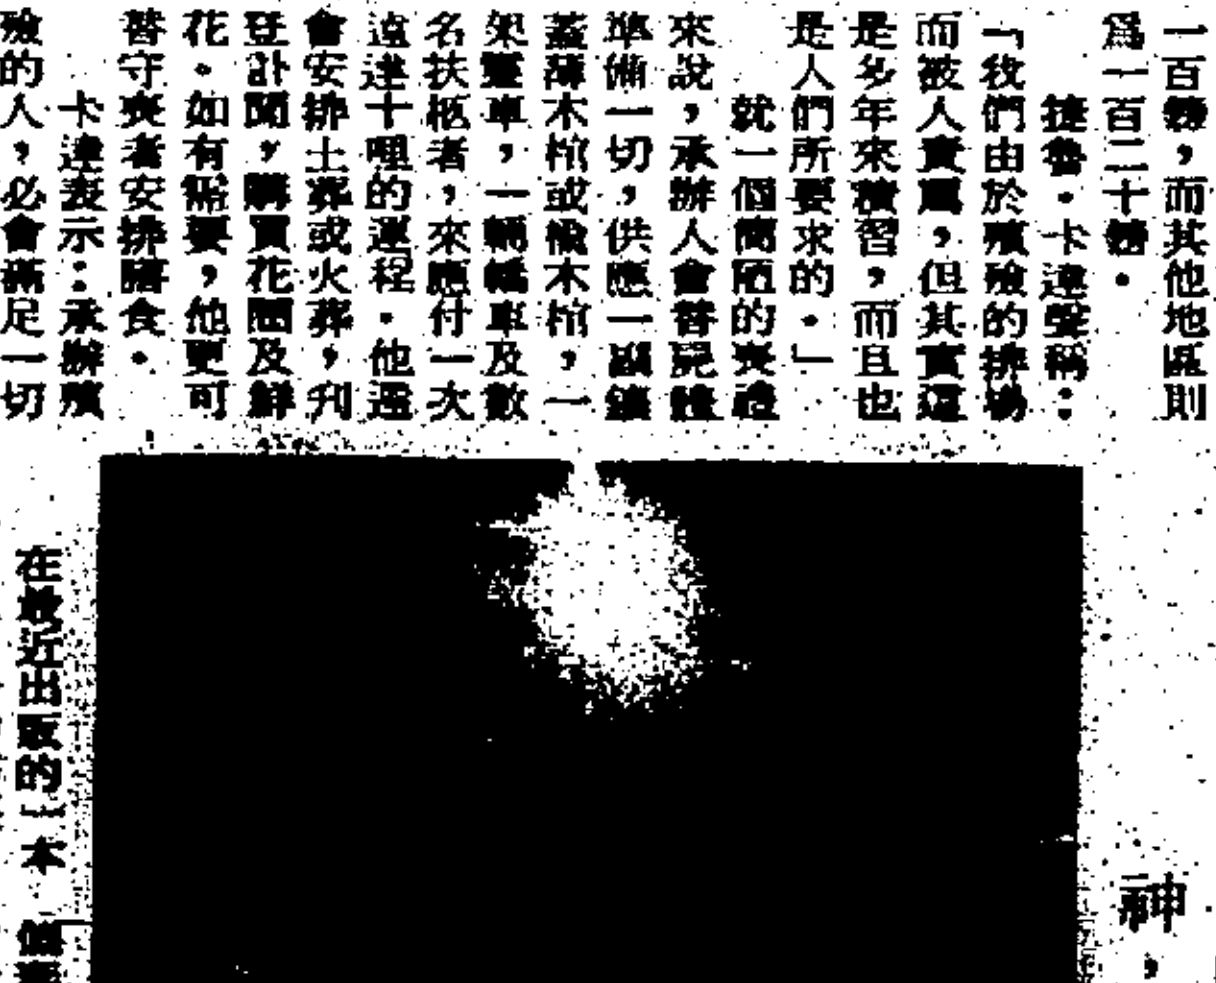 一百鎊，而其他地區則
爲一百二十鎊。
捷魯．卡達聲稱：
「我們由於殯殮的排場
而被人責罵，但其實這
是多年來積習，而且也
是人們所要求的。」
就一個簡陋的喪禮
來說，承辦人會替屍體
準備一切，供應一副鑲
蓋薄木棺或橡木棺，一
架靈車，一輛轎車及數
名扶柩者，來應付一次
遠達十哩的運程。他還
會安排土葬或火葬，刋
登訃聞，購買花圈及鮮
花。如有需要，他更可
替守喪者安排膳食。
卡達表示：承辦殯
殮的人，必會滿足一切
在最近出版的一本
神，